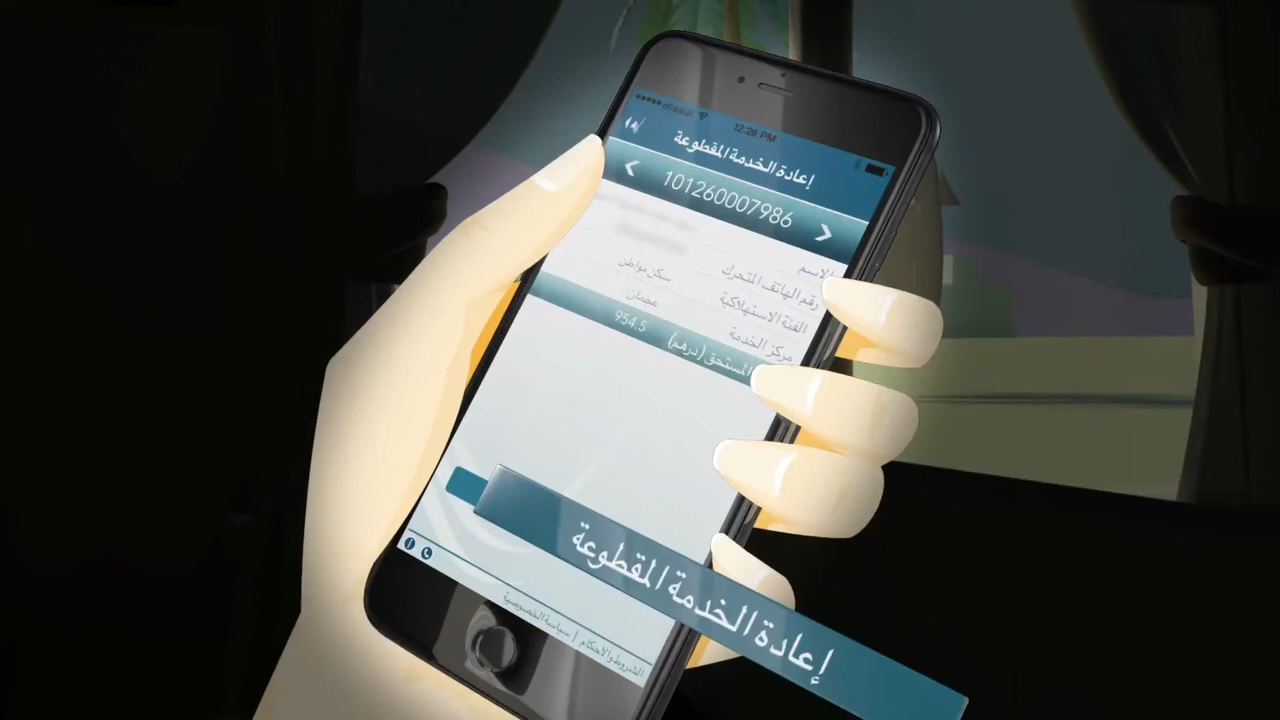 etisalat 12:26 PM
إعادة الخدمة المقطوعة
101260007986
الاسم
رقم الهاتف المتحرك
الفئة الاستهلاكية سكن مواطن
مركز الخدمة عجمان
المستحق (درهم) 954.5
إعادة الخدمة المقطوعة
الشروط والأحكام | سياسة الخصوصية